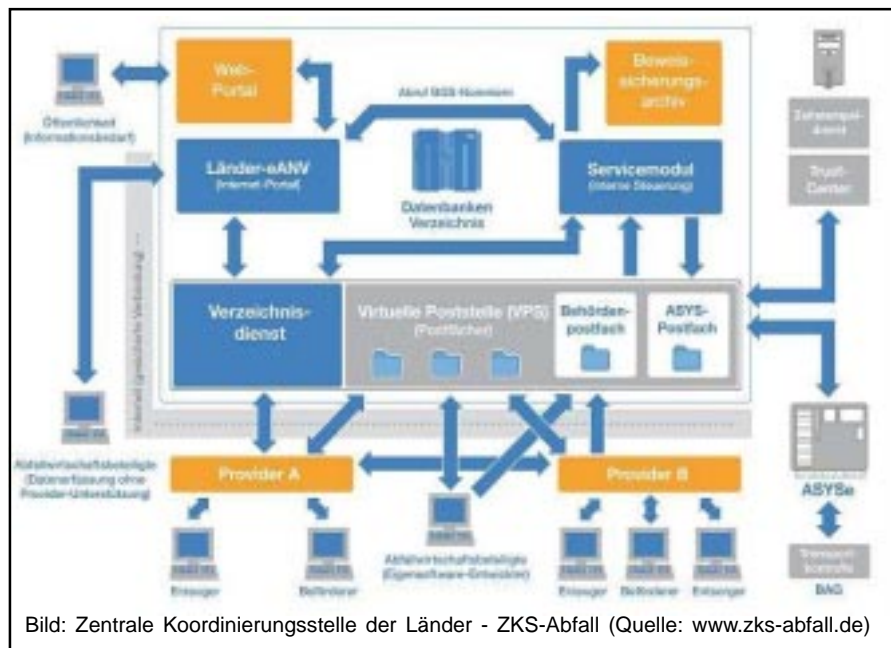 Web-
Portal
Beweis-
sicherungs-
archiv
Öffentlichkeit
(Informationsbedarf)
Abruf BGS-Nummern
Zeitstempel-
dienst
Länder-eANV
(Internet-Portal)
Servicemodul
(Interne Steuerung)
Trust-
Center
Datenbanken
Verzeichnis
Internet (gesicherte Verbindung)
Verzeichnis-
dienst
Virtuelle Poststelle (VPS)
(Postfächer)
Behörden-
postfach
ASYS-
Postfach
Abfallwirtschaftsbeteiligte
(Datenerfassung ohne
Provider-Unterstützung)
Provider A
Provider B
ASYSe
Abfallwirtschaftsbeteiligte
(Eigensoftware-Entwickler)
Transport-
kontrolle
BAG
Erzeuger
Beförderer
Erzeuger
Beförderer
Entsorger
Bild: Zentrale Koordinierungsstelle der Länder - ZKS-Abfall (Quelle: www.zks-abfall.de)